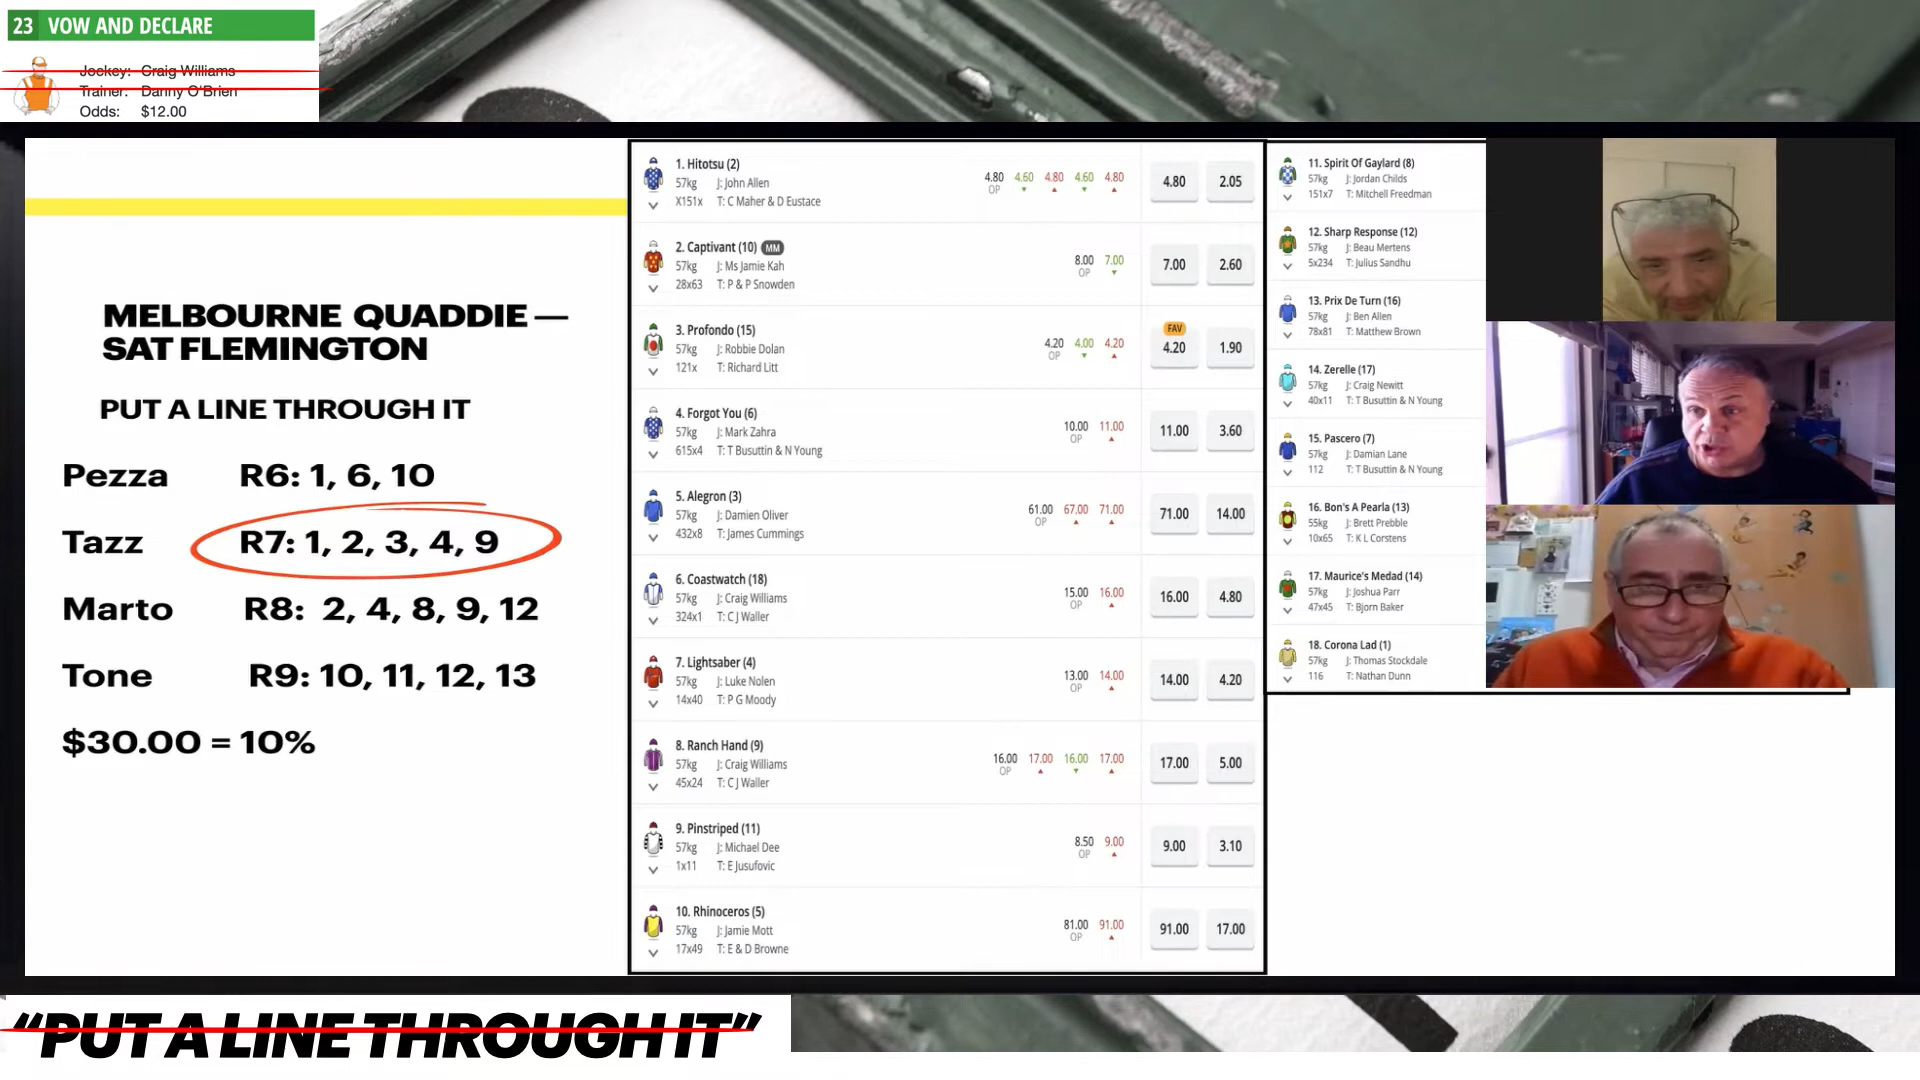 23 VOW AND DECLARE
Jockey: Craig Williams
Trainer: Danny O'Brien
Odds: $12.00
MELBOURNE QUADDIE —
SAT FLEMINGTON
PUT A LINE THROUGH IT
Pezza R6: 1, 6, 10
Tazz R7: 1, 2, 3, 4, 9
Marto R8: 2, 4, 8, 9, 12
Tone R9: 10, 11, 12, 13
$30.00 = 10%
1. Hitotsu (2)
57kg J: John Allen
X151x T: C Maher & D Eustace
4.80 4.60 4.80 4.60 4.80
OP
4.80 2.05
2. Captivant (10) MM
57kg J: Ms Jamie Kah
28x63 T: P & P Snowden
8.00 7.00
OP
7.00 2.60
3. Profondo (15)
57kg J: Robbie Dolan
121x T: Richard Litt
4.20 4.00 4.20
OP
FAV
4.20 1.90
4. Forgot You (6)
57kg J: Mark Zahra
615x4 T: T Busuttin & N Young
10.00 11.00
OP
11.00 3.60
5. Alegron (3)
57kg J: Damien Oliver
432x8 T: James Cummings
61.00 67.00 71.00
OP
71.00 14.00
6. Coastwatch (18)
57kg J: Craig Williams
324x1 T: C J Waller
15.00 16.00
OP
16.00 4.80
7. Lightsaber (4)
57kg J: Luke Nolen
14x40 T: P G Moody
13.00 14.00
OP
14.00 4.20
8. Ranch Hand (9)
57kg J: Craig Williams
45x24 T: C J Waller
16.00 17.00 16.00 17.00
OP
17.00 5.00
9. Pinstriped (11)
57kg J: Michael Dee
1x11 T: E Jusufovic
8.50 9.00
OP
9.00 3.10
10. Rhinoceros (5)
57kg J: Jamie Mott
17x49 T: E & D Browne
81.00 91.00
OP
91.00 17.00
11. Spirit Of Gaylard (8)
57kg J: Jordan Childs
151x7 T: Mitchell Freedman
12. Sharp Response (12)
57kg J: Beau Mertens
5x234 T: Julius Sandhu
13. Prix De Turn (16)
57kg J: Ben Allen
78x81 T: Matthew Brown
14. Zerelle (17)
57kg J: Craig Newitt
40x11 T: T Busuttin & N Young
15. Pascero (7)
57kg J: Damian Lane
112 T: T Busuttin & N Young
16. Bon's A Pearla (13)
55kg J: Brett Prebble
10x65 T: K L Corstens
17. Maurice's Medad (14)
57kg J: Joshua Parr
47x45 T: Bjorn Baker
18. Corona Lad (1)
57kg J: Thomas Stockdale
116 T: Nathan Dunn
"PUT A LINE THROUGH IT"